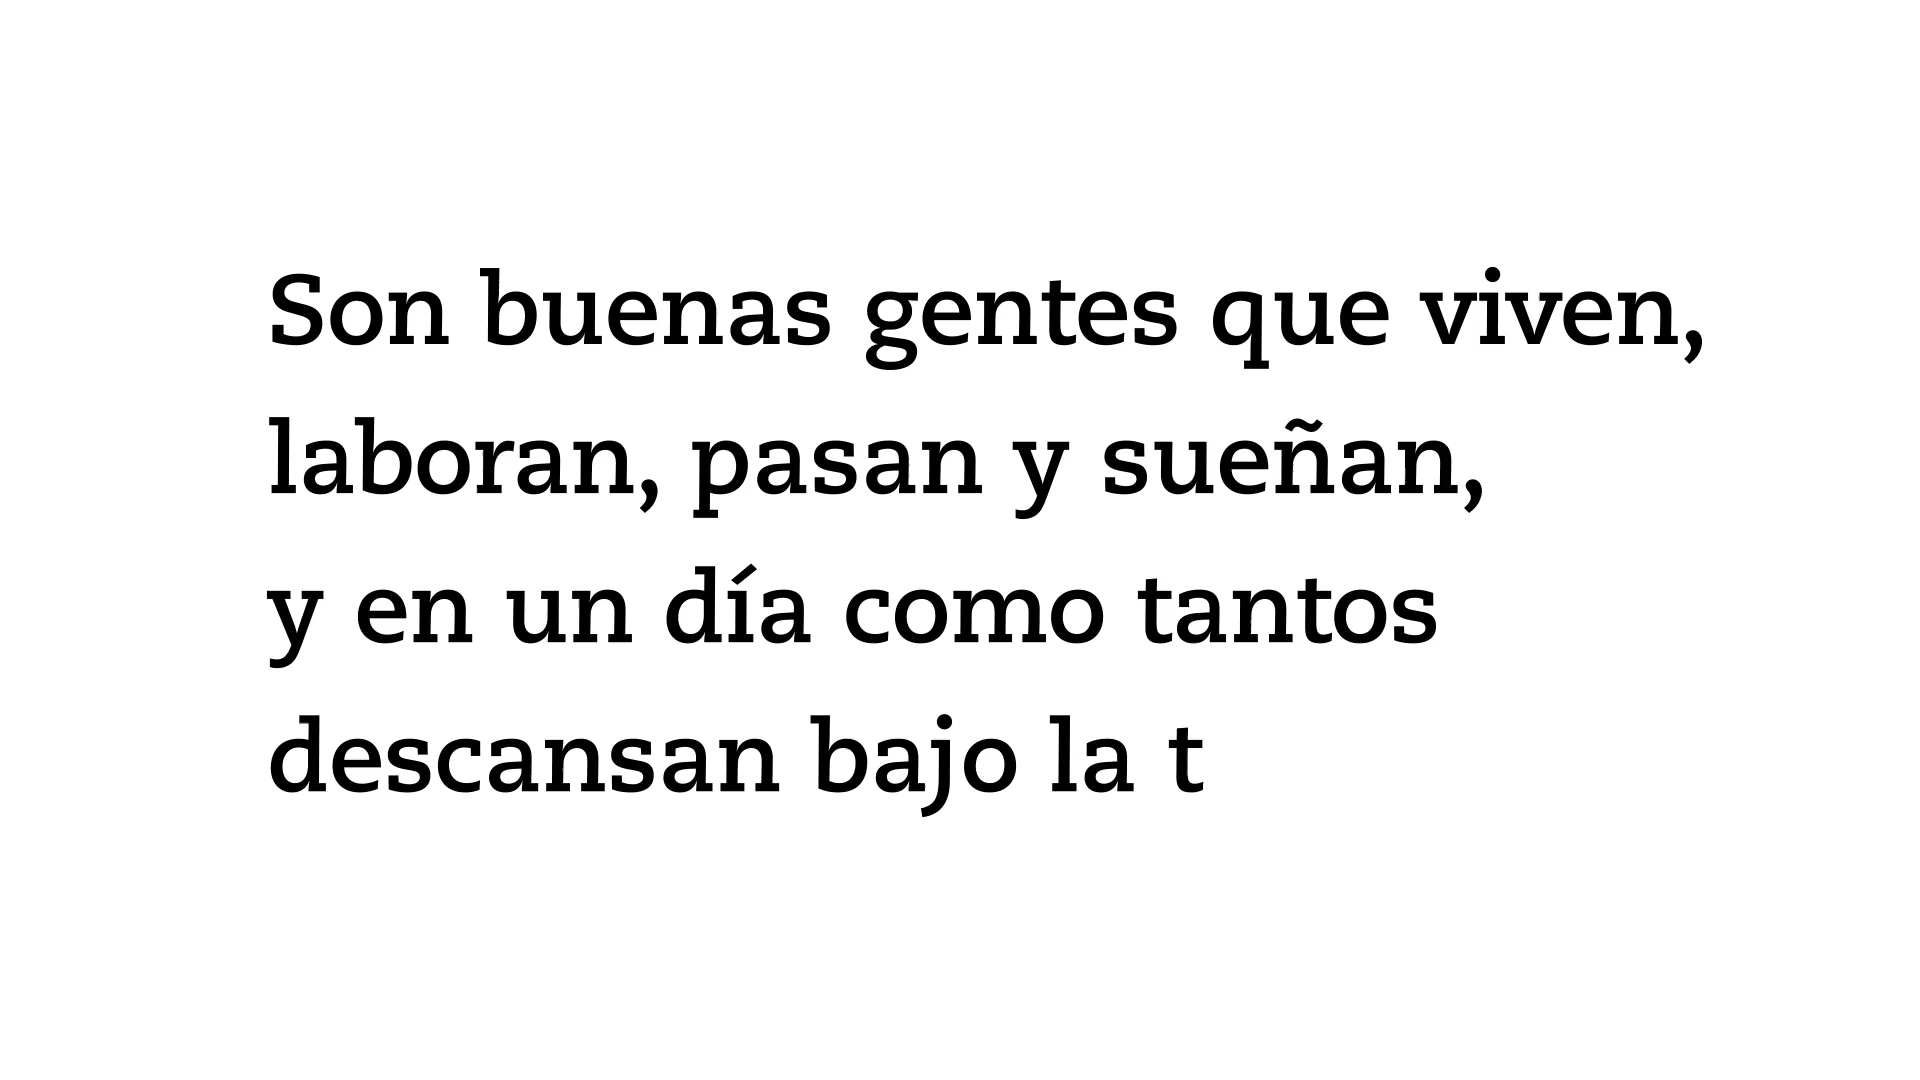 Son buenas gentes que viven,
laboran, pasan y sueñan,
y en un día como tantos
descansan bajo la t